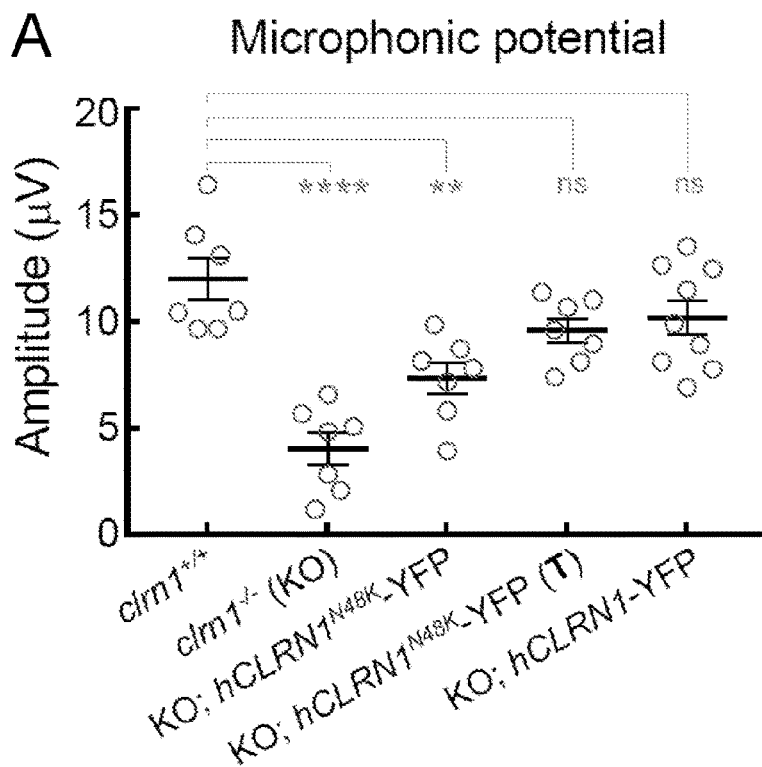 A
Microphonic potential
Amplitude (μV)
20
15
10
5
0
****
**
ns
ns
clrn1+/+
clrn1-/- (KO)
KO; hCLRN1N48K-YFP
KO; hCLRN1N48K-YFP (T)
KO; hCLRN1-YFP